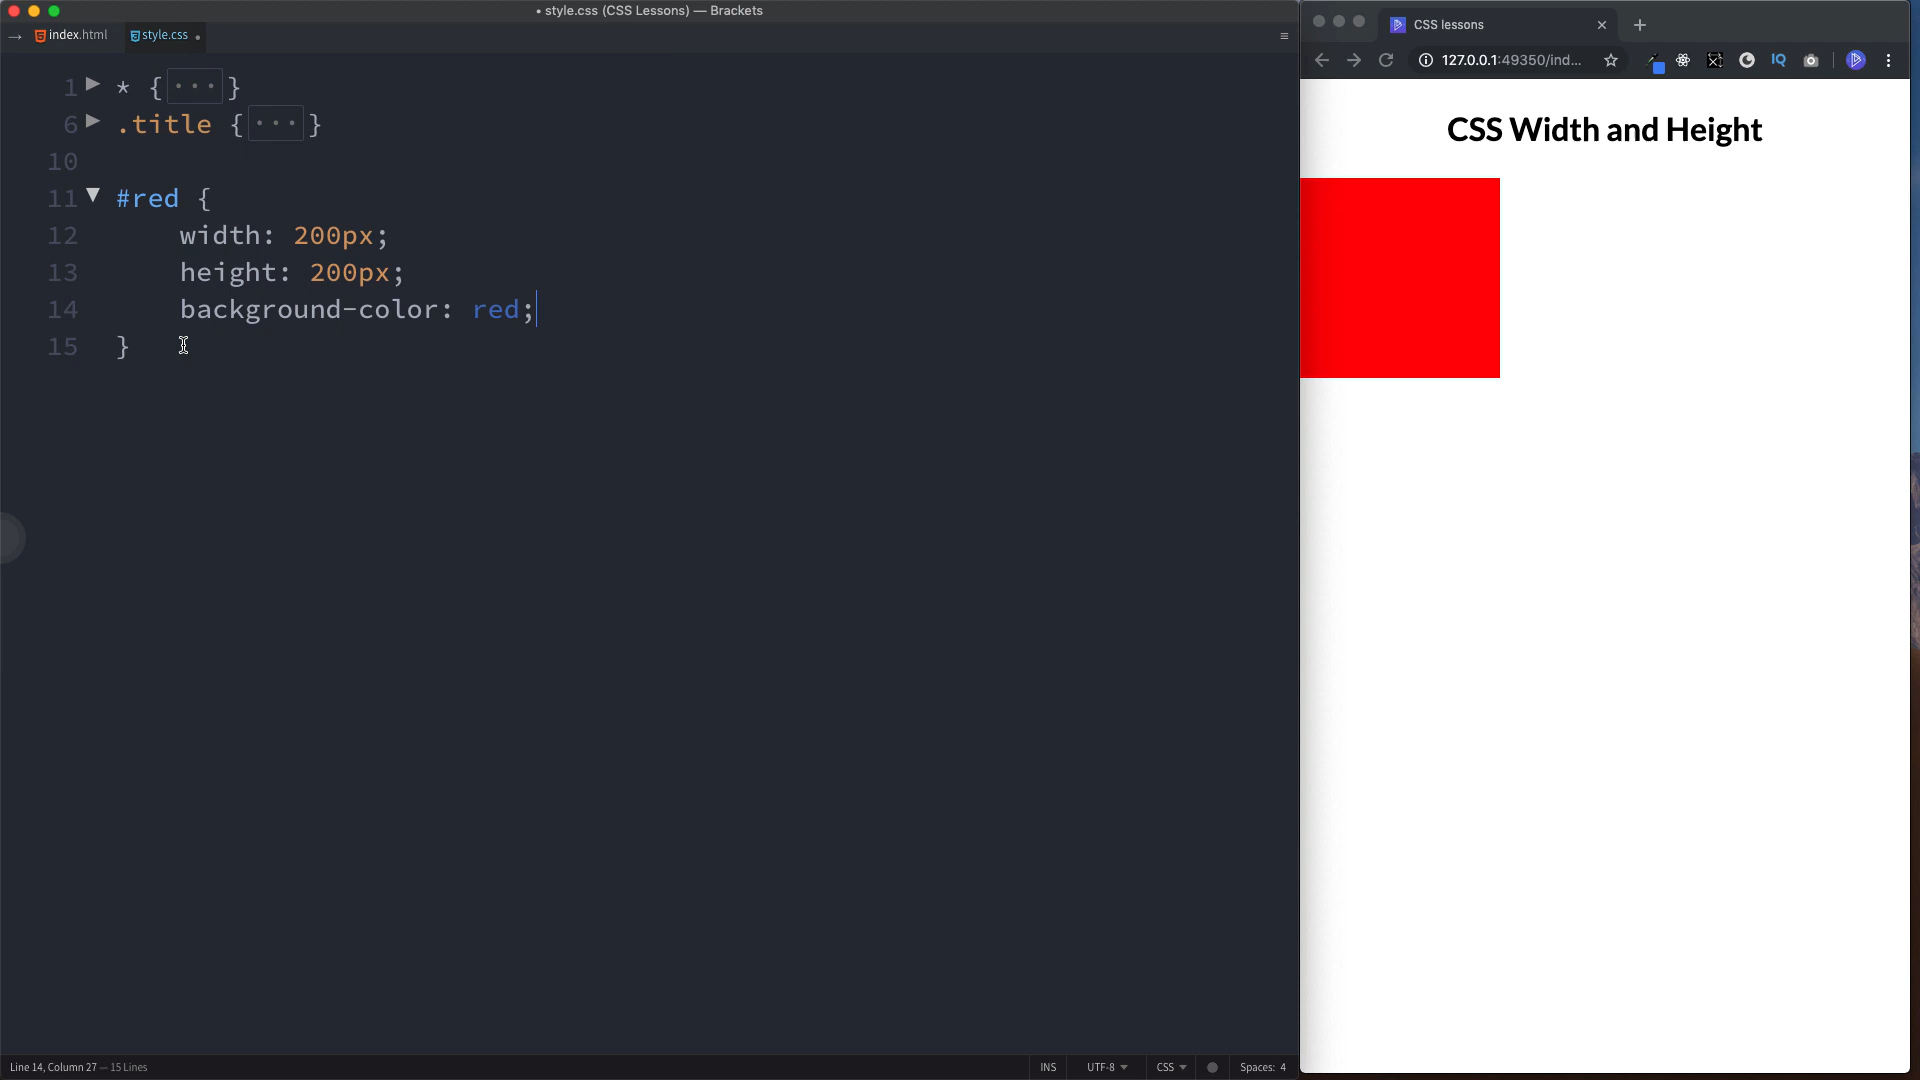 • style.css (CSS Lessons) — Brackets
index.html
style.css •
1 * {···}
6 .title {···}
10
11 #red {
12 width: 200px;
13 height: 200px;
14 background-color: red;
15 }
Line 14, Column 27 — 15 Lines
INS
UTF-8
CSS
Spaces: 4
CSS lessons
127.0.0.1:49350/ind...
IQ
CSS Width and Height